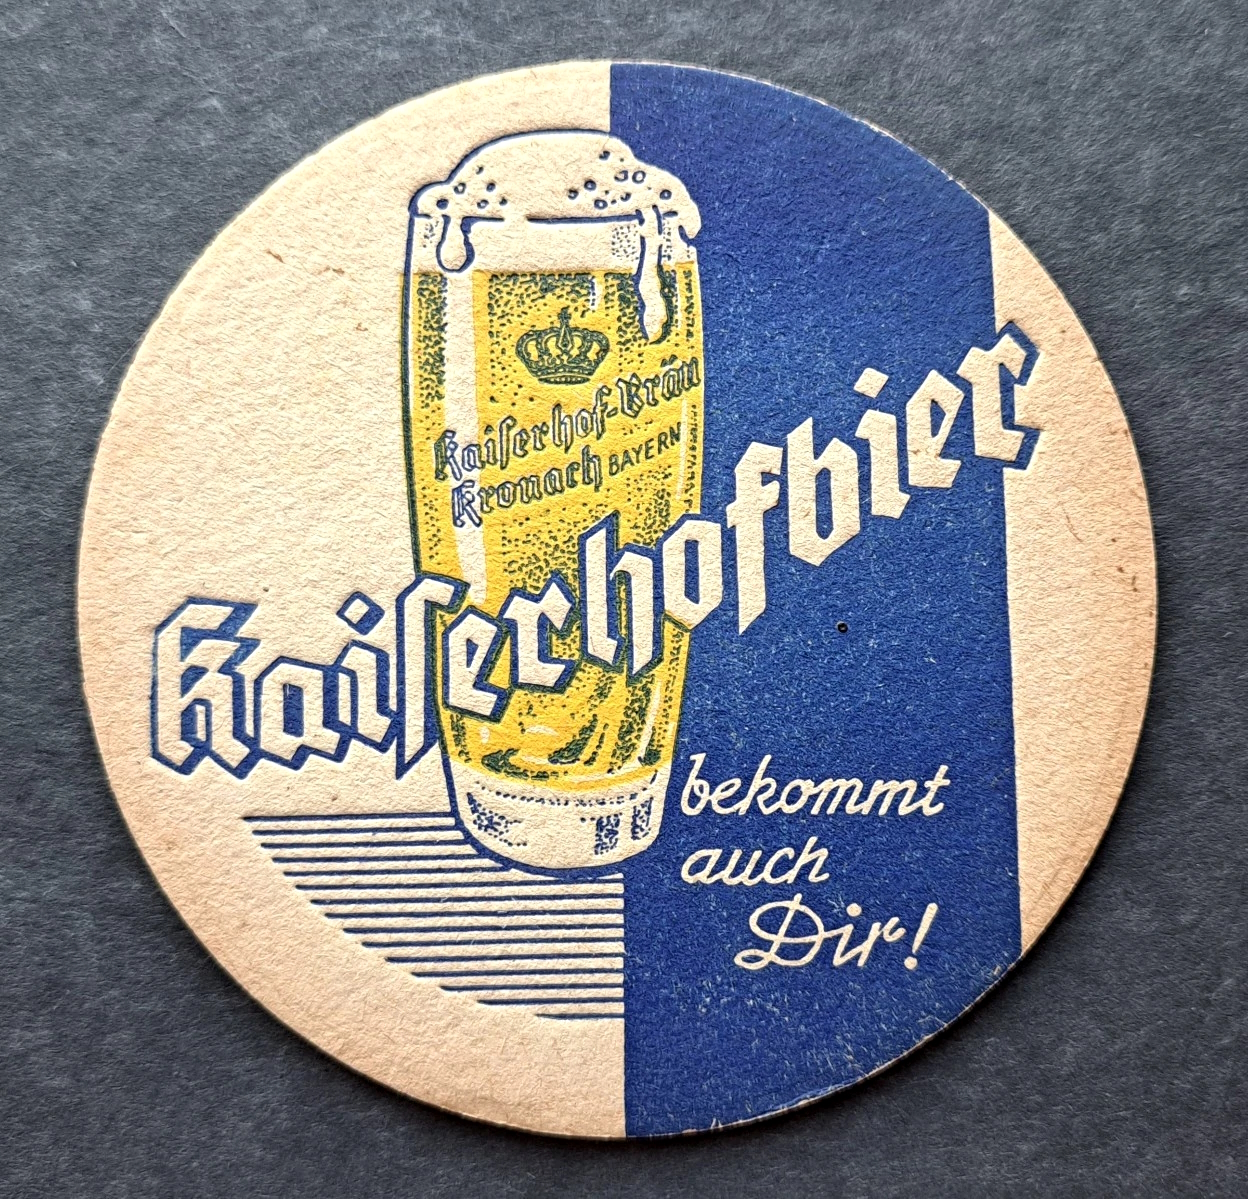 Kaiſerhof-Bräu
Kronach BAYERN
Kaiſerhofbier
bekommt
auch
Dir!